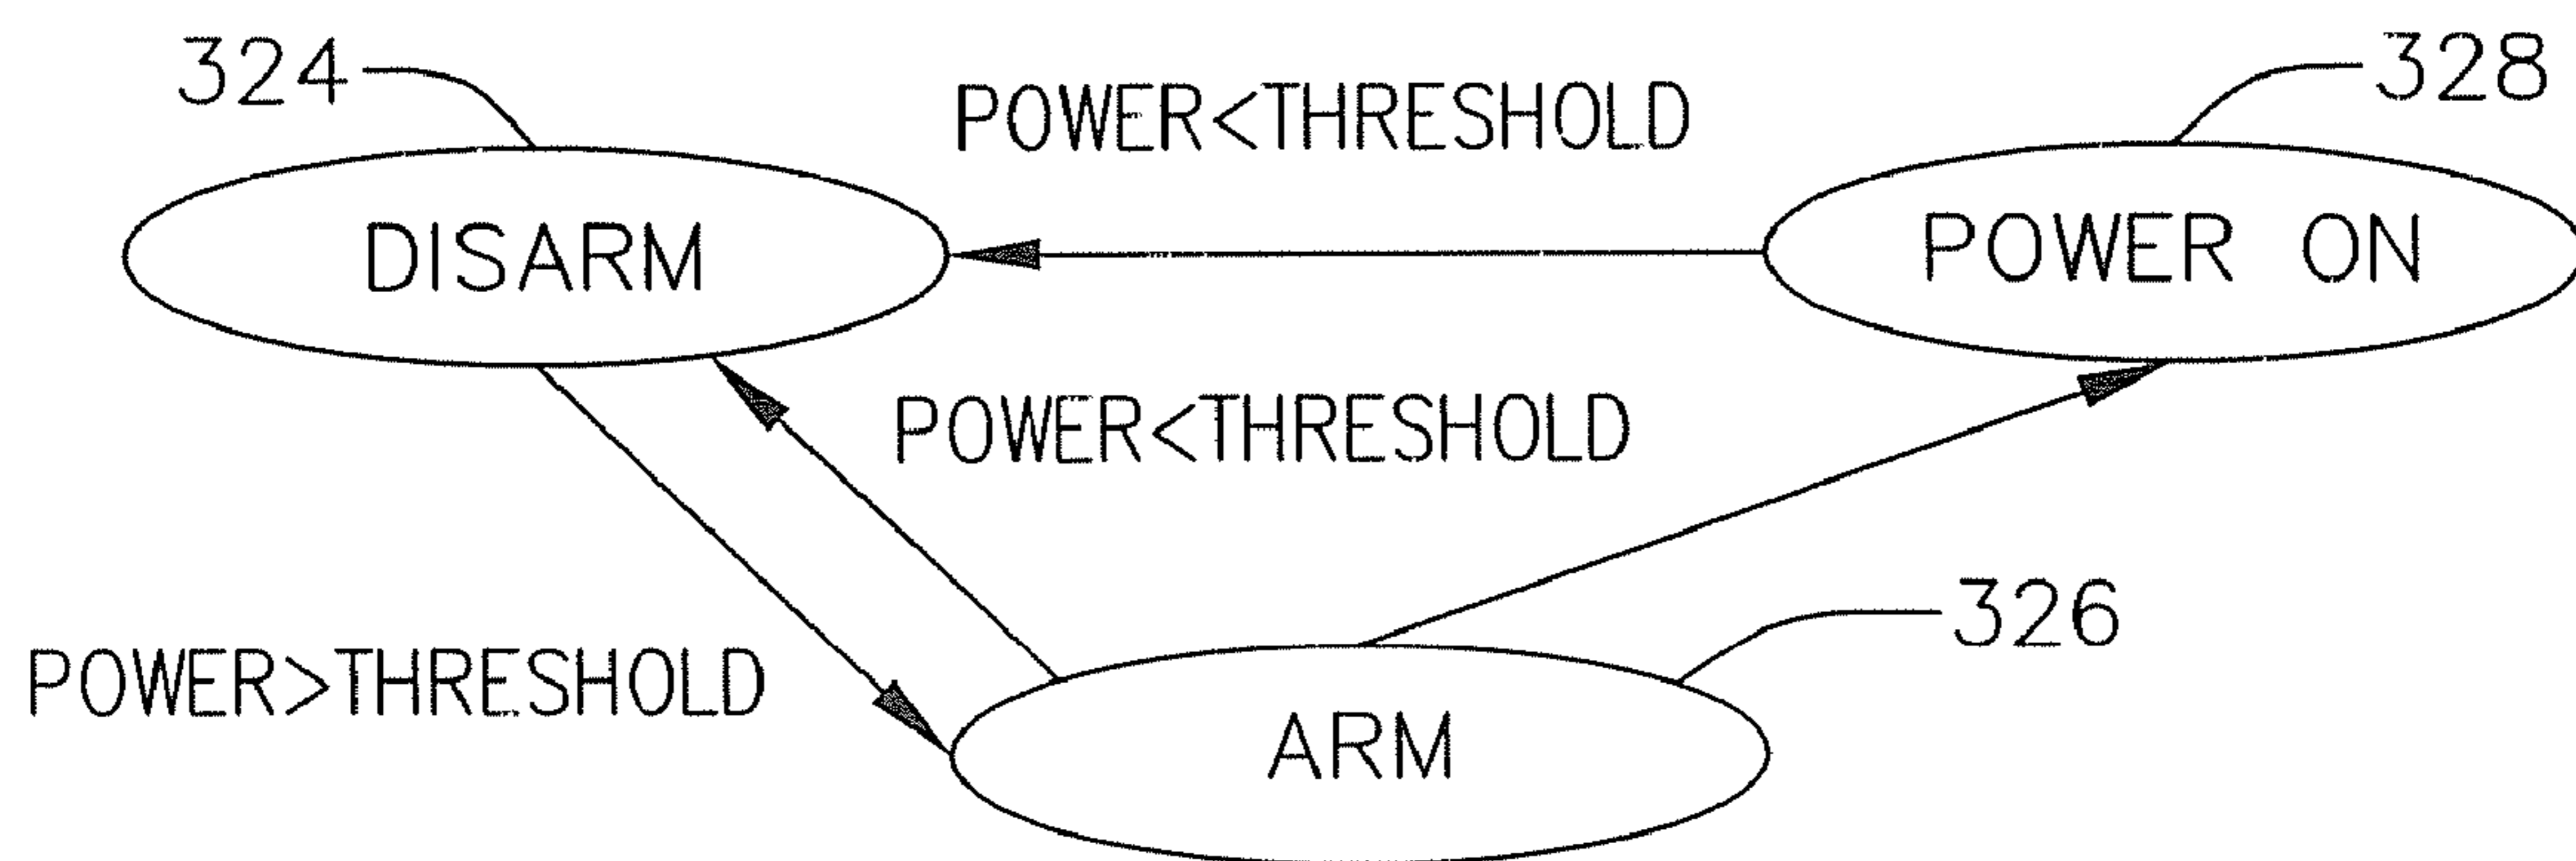 324
328
POWER<THRESHOLD
DISARM
POWER ON
POWER<THRESHOLD
326
POWER>THRESHOLD
ARM